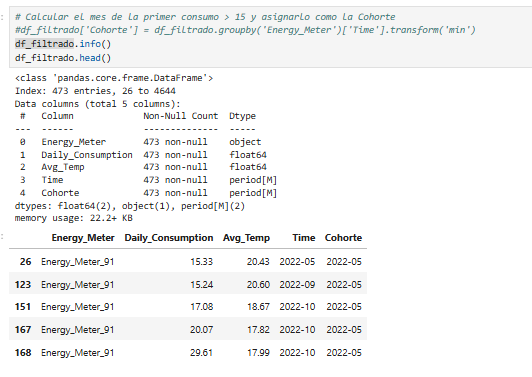 :
# Calcular el mes de la primer consumo > 15 y asignarlo como la Cohorte
#df_filtrado['Cohorte'] = df_filtrado.groupby('Energy_Meter')['Time'].transform('min')
df_filtrado.info()
df_filtrado.head()
<class 'pandas.core.frame.DataFrame'>
Index: 473 entries, 26 to 4644
Data columns (total 5 columns):
#   Column             Non-Null Count  Dtype
---  ------             --------------  -----
0   Energy_Meter       473 non-null    object
1   Daily_Consumption  473 non-null    float64
2   Avg_Temp           473 non-null    float64
3   Time               473 non-null    period[M]
4   Cohorte            473 non-null    period[M]
dtypes: float64(2), object(1), period[M](2)
memory usage: 22.2+ KB
:
Energy_Meter Daily_Consumption Avg_Temp Time Cohorte
26 Energy_Meter_91 15.33 20.43 2022-05 2022-05
123 Energy_Meter_91 15.24 20.60 2022-09 2022-05
151 Energy_Meter_91 17.08 18.67 2022-10 2022-05
167 Energy_Meter_91 20.07 17.82 2022-10 2022-05
168 Energy_Meter_91 29.61 17.99 2022-10 2022-05